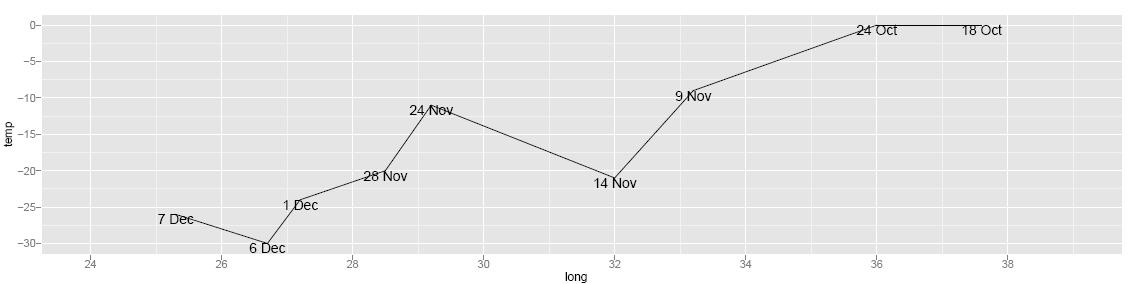 0
−5
−10
−15
−20
−25
−30
temp
24 Oct
18 Oct
9 Nov
24 Nov
28 Nov
14 Nov
1 Dec
7 Dec
6 Dec
24
26
28
30
32
34
36
38
long